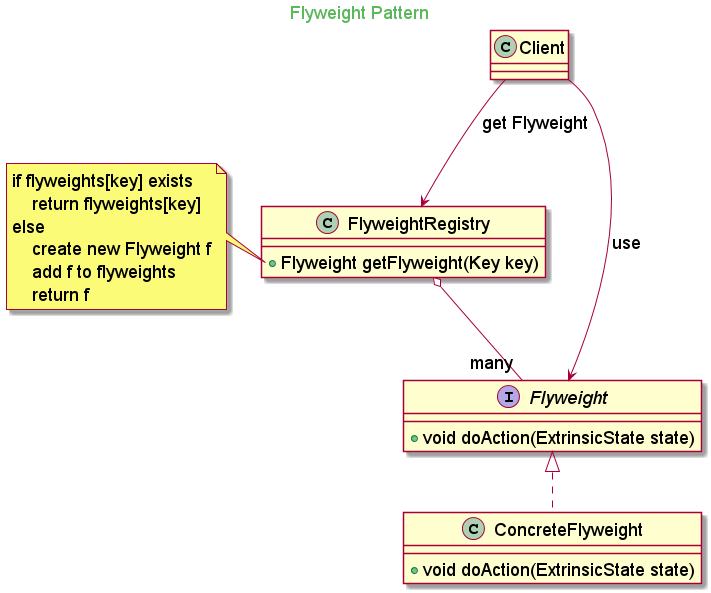 Flyweight Pattern
C Client
get Flyweight
if flyweights[key] exists
return flyweights[key]
else
create new Flyweight f
add f to flyweights
return f
C FlyweightRegistry
Flyweight getFlyweight(Key key)
use
many
I Flyweight
void doAction(ExtrinsicState state)
C ConcreteFlyweight
void doAction(ExtrinsicState state)